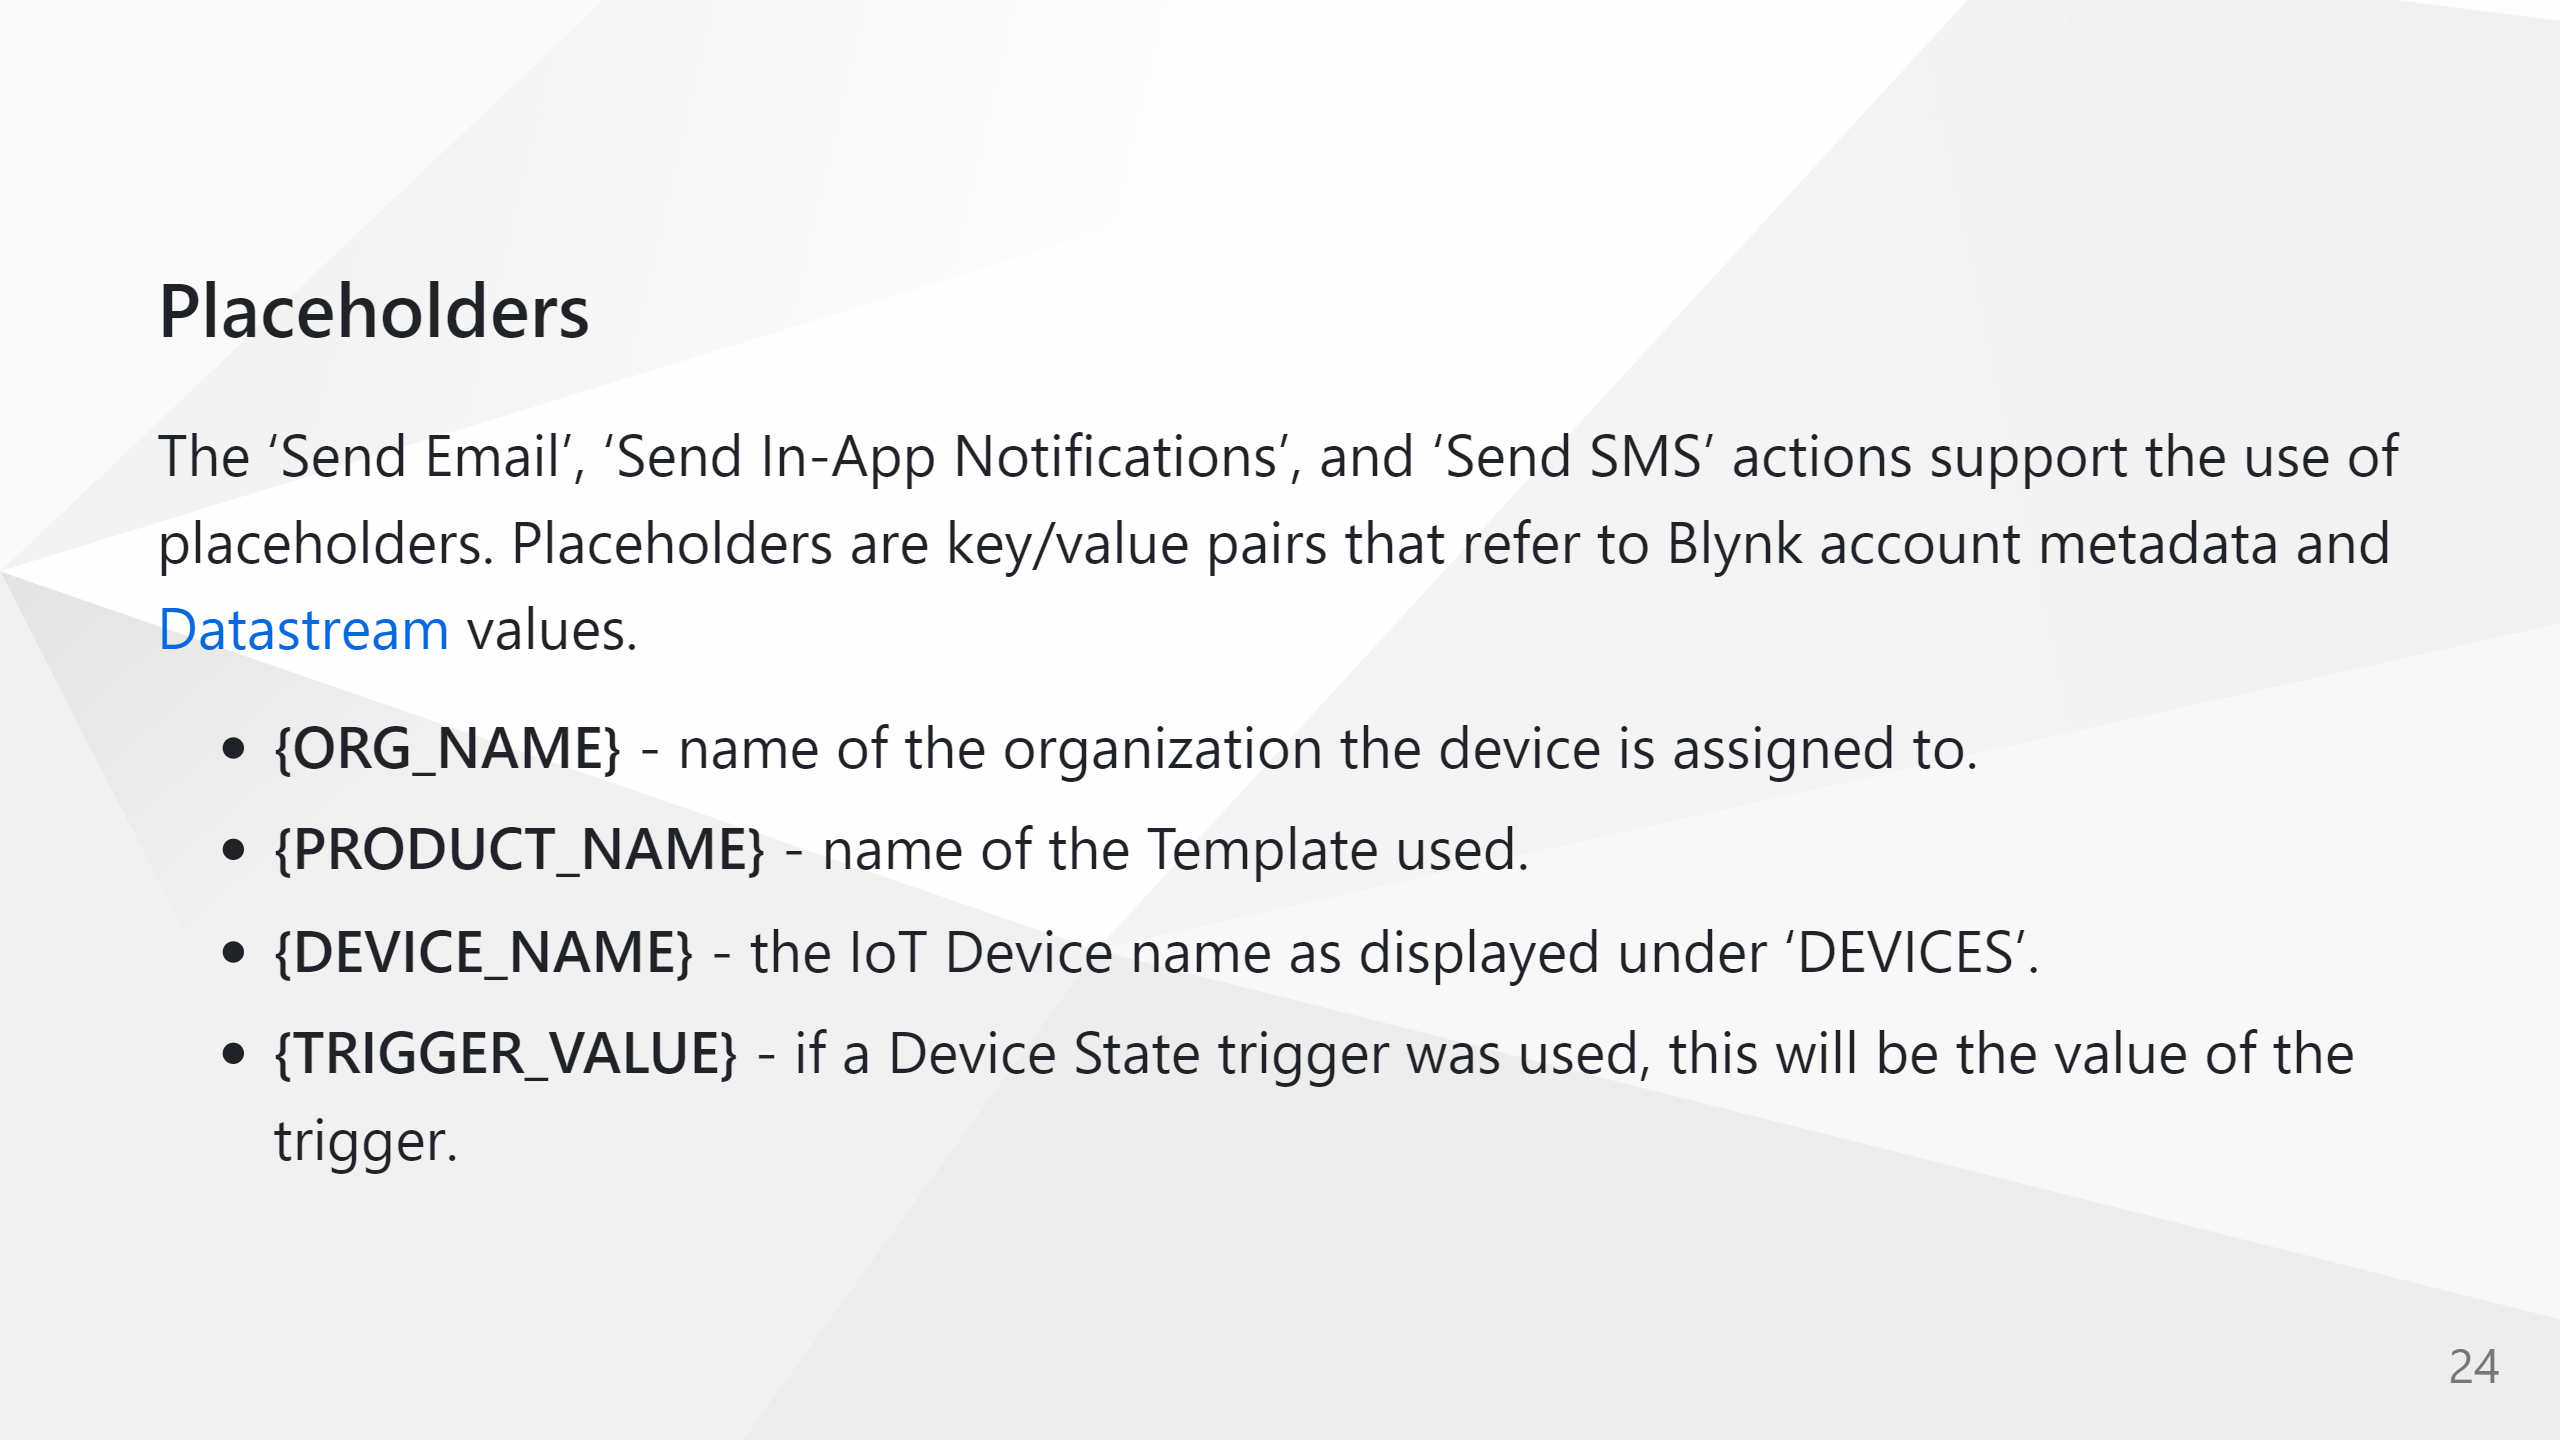 Placeholders
The ‘Send Email’, ‘Send In-App Notifications’, and ‘Send SMS’ actions support the use of
placeholders. Placeholders are key/value pairs that refer to Blynk account metadata and
Datastream values.
• {ORG_NAME} - name of the organization the device is assigned to.
• {PRODUCT_NAME} - name of the Template used.
• {DEVICE_NAME} - the IoT Device name as displayed under ‘DEVICES’.
• {TRIGGER_VALUE} - if a Device State trigger was used, this will be the value of the
trigger.
24